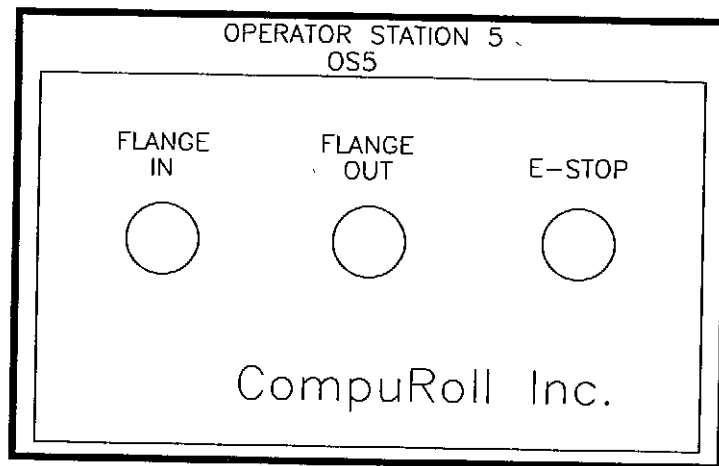 OPERATOR STATION 5
OS5
FLANGE IN
FLANGE OUT
E-STOP
CompuRoll Inc.